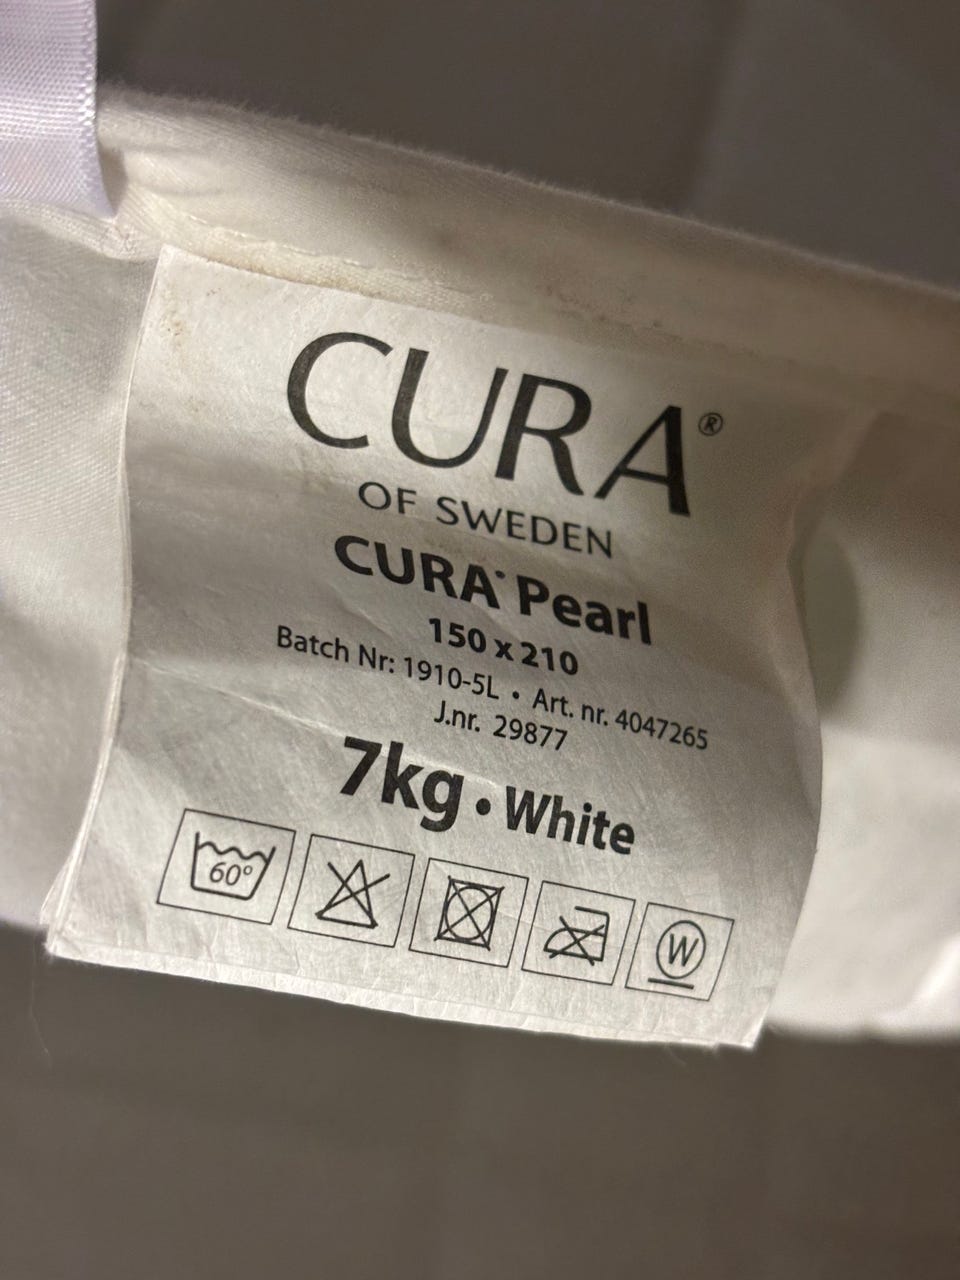 CURA®
OF SWEDEN
CURA® Pearl
150 x 210
Batch Nr: 1910-5L • Art. nr. 4047265
J.nr. 29877
7kg • White
60°
W